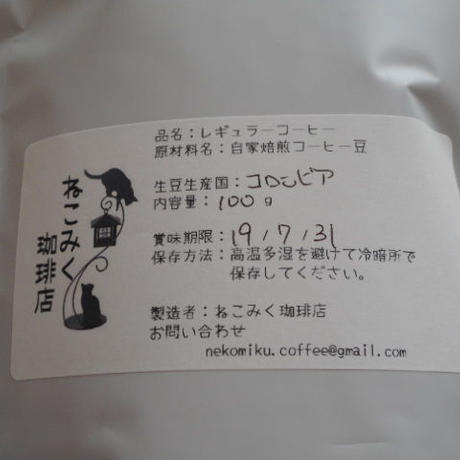 品名：レギュラーコーヒー
原材料名：自家焙煎コーヒー豆
生豆生産国：コロンビア
内容量：100g
賞味期限：19/7/31
保存方法：高温多湿を避けて冷暗所で
保存してください。
製造者：ねこみく珈琲店
お問い合わせ
nekomiku.coffee@gmail.com
ねこみく
珈琲店